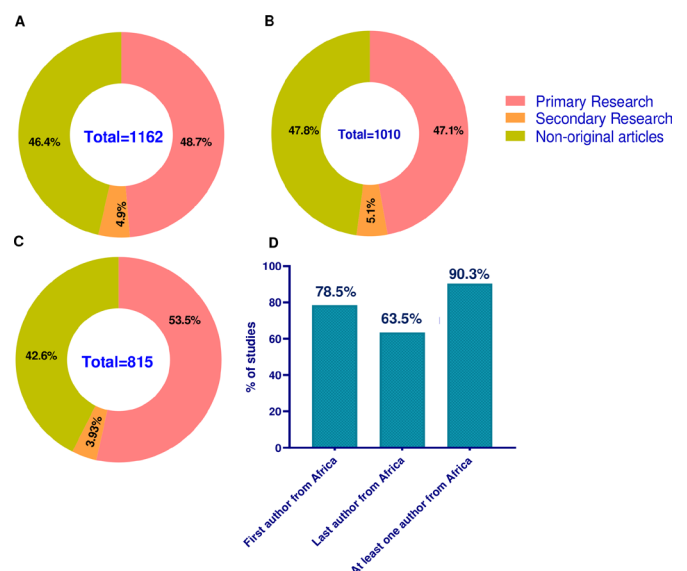 A
46.4%
Total=1162
48.7%
4.9%
B
47.8%
Total=1010
47.1%
5.1%
Primary Research
Secondary Research
Non-original articles
C
53.5%
42.6%
Total=815
3.93%
D
100
80
60
40
20
0
% of studies
78.5%
63.5%
90.3%
First author from Africa
Last author from Africa
At least one author from Africa